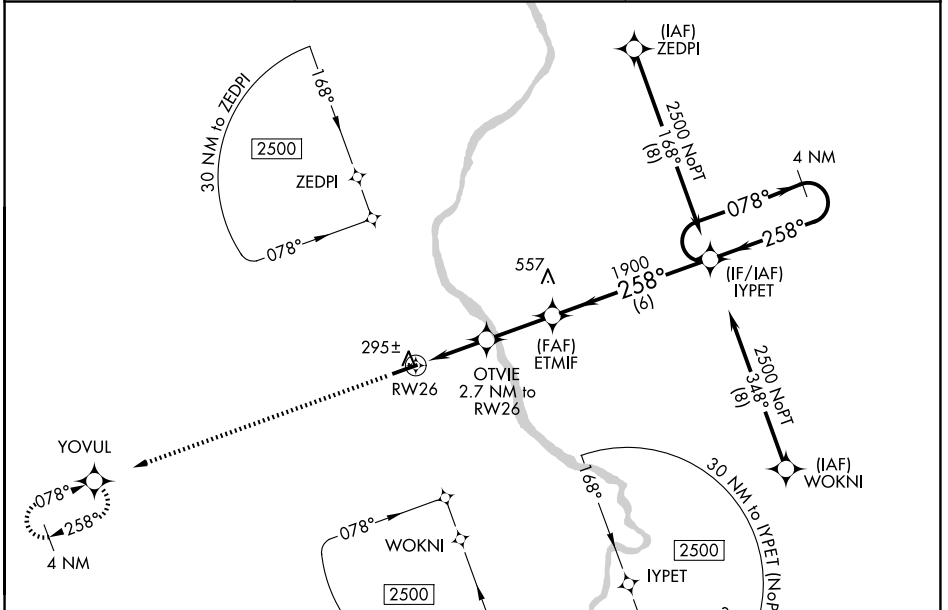 (IAF)
ZEDPI
30 NM to ZEDPI
168°
2500
ZEDPI
078°
2500 NoPT
168°
(8)
4 NM
078°
258°
(IF/IAF)
IYPET
1900
258°
(6)
557
(FAF)
ETMIF
295±
RW26
OTVIE
2.7 NM to
RW26
2500 NoPT
348°
(8)
(IAF)
WOKNI
YOVUL
078°
258°
4 NM
078°
WOKNI
2500
168°
30 NM to IYPET (NoP
2500
IYPET